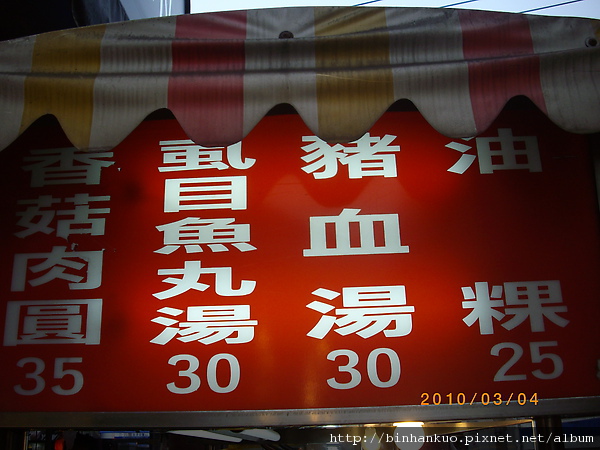 油粿
25
豬血湯
30
虱目魚丸湯
30
香菇肉圓
35
2010/03/04
http://binhankuo.pixnet.net/album